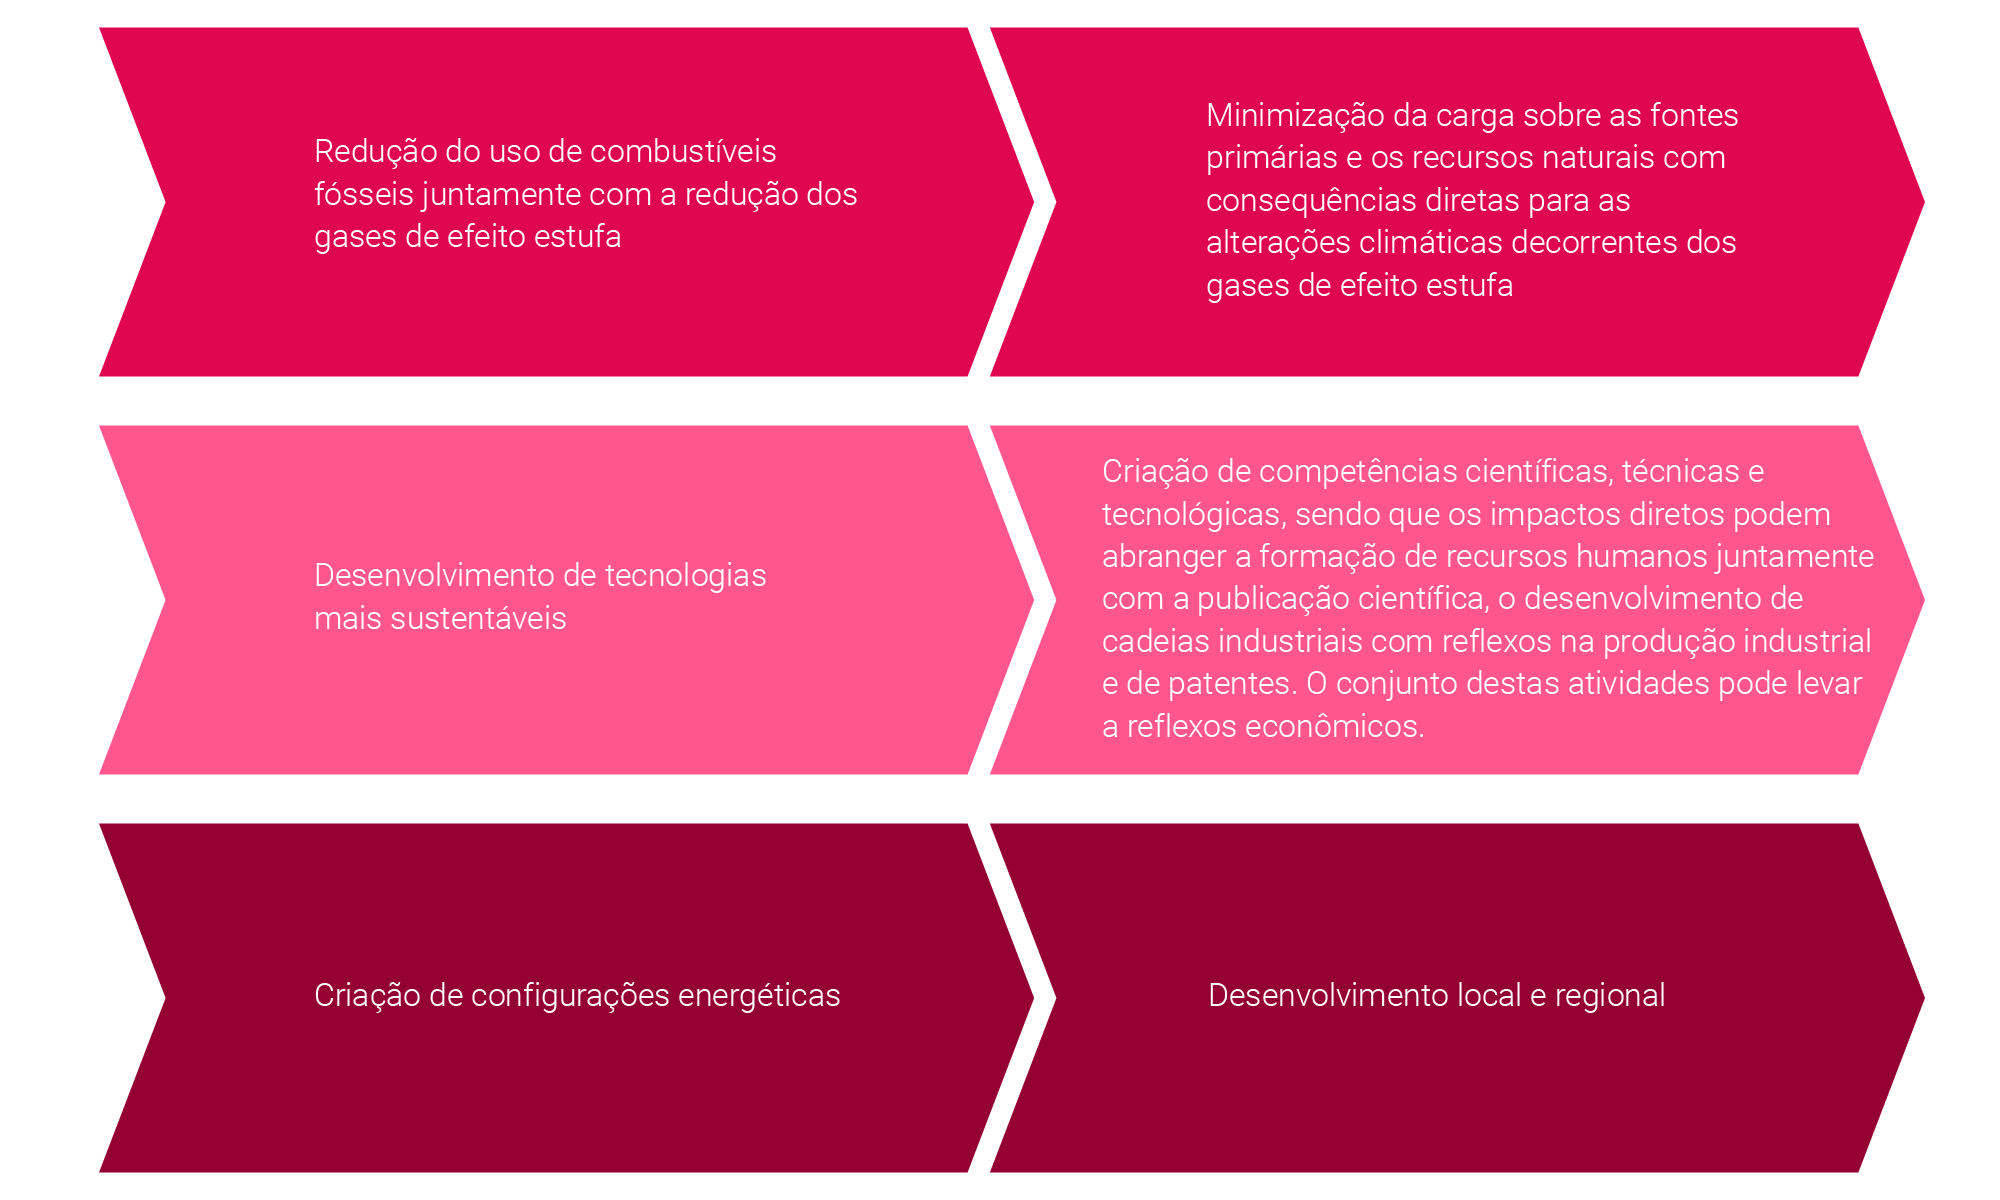 Redução do uso de combustíveis
fósseis juntamente com a redução dos
gases de efeito estufa
Minimização da carga sobre as fontes
primárias e os recursos naturais com
consequências diretas para as
alterações climáticas decorrentes dos
gases de efeito estufa
Desenvolvimento de tecnologias
mais sustentáveis
Criação de competências científicas, técnicas e
tecnológicas, sendo que os impactos diretos podem
abranger a formação de recursos humanos juntamente
com a publicação científica, o desenvolvimento de
cadeias industriais com reflexos na produção industrial
e de patentes. O conjunto destas atividades pode levar
a reflexos econômicos.
Criação de configurações energéticas
Desenvolvimento local e regional